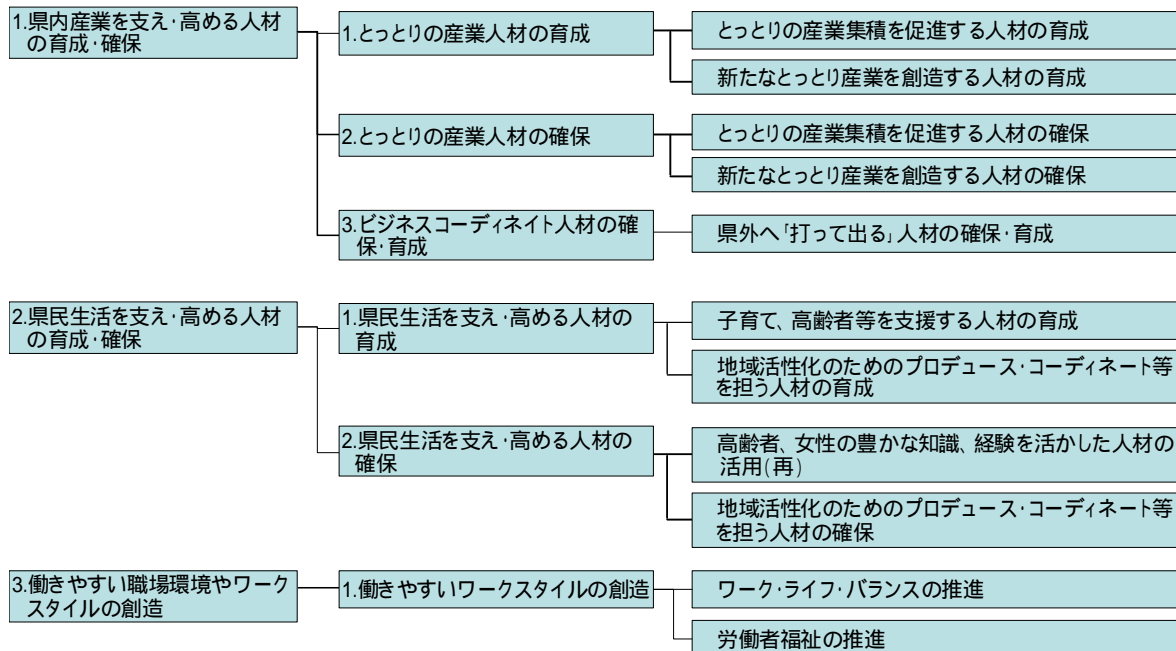 1.県内産業を支え・高める人材
の育成・確保
1.とっとりの産業人材の育成
とっとりの産業集積を促進する人材の育成
新たなとっとり産業を創造する人材の育成
2.とっとりの産業人材の確保
とっとりの産業集積を促進する人材の確保
新たなとっとり産業を創造する人材の確保
3.ビジネスコーディネイト人材の確
保・育成
県外へ「打って出る」人材の確保・育成
2.県民生活を支え・高める人材
の育成・確保
1.県民生活を支え・高める人材の
育成
子育て、高齢者等を支援する人材の育成
地域活性化のためのプロデュース・コーディネート等
を担う人材の育成
2.県民生活を支え・高める人材の
確保
高齢者、女性の豊かな知識、経験を活かした人材の
活用(再)
地域活性化のためのプロデュース・コーディネート等
を担う人材の確保
3.働きやすい職場環境やワーク
スタイルの創造
1.働きやすいワークスタイルの創造
ワーク・ライフ・バランスの推進
労働者福祉の推進